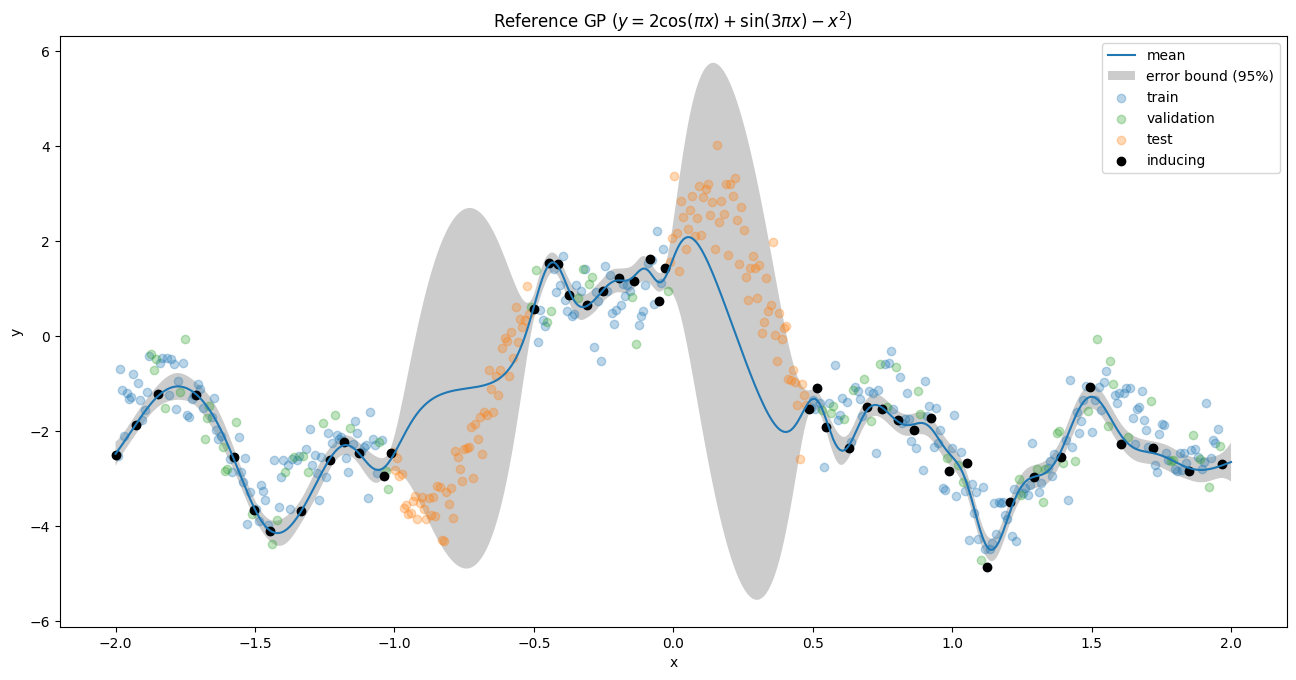 Reference GP (y = 2cos(πx) + sin(3πx) − x²)
mean
error bound (95%)
train
validation
test
inducing
y
6
4
2
0
−2
−4
−6
−2.0 −1.5 −1.0 −0.5 0.0 0.5 1.0 1.5 2.0
x